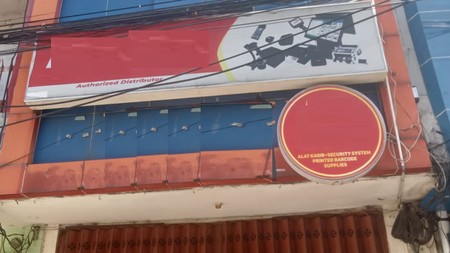 Authorized Distributor
ALAT KASIR-SECURITY SYSTEM
PRINTER BARCODE
SUPPLIES